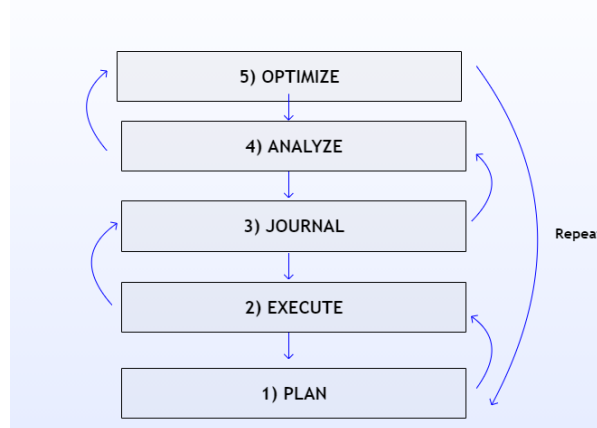 5) OPTIMIZE
4) ANALYZE
3) JOURNAL
Repea
2) EXECUTE
1) PLAN